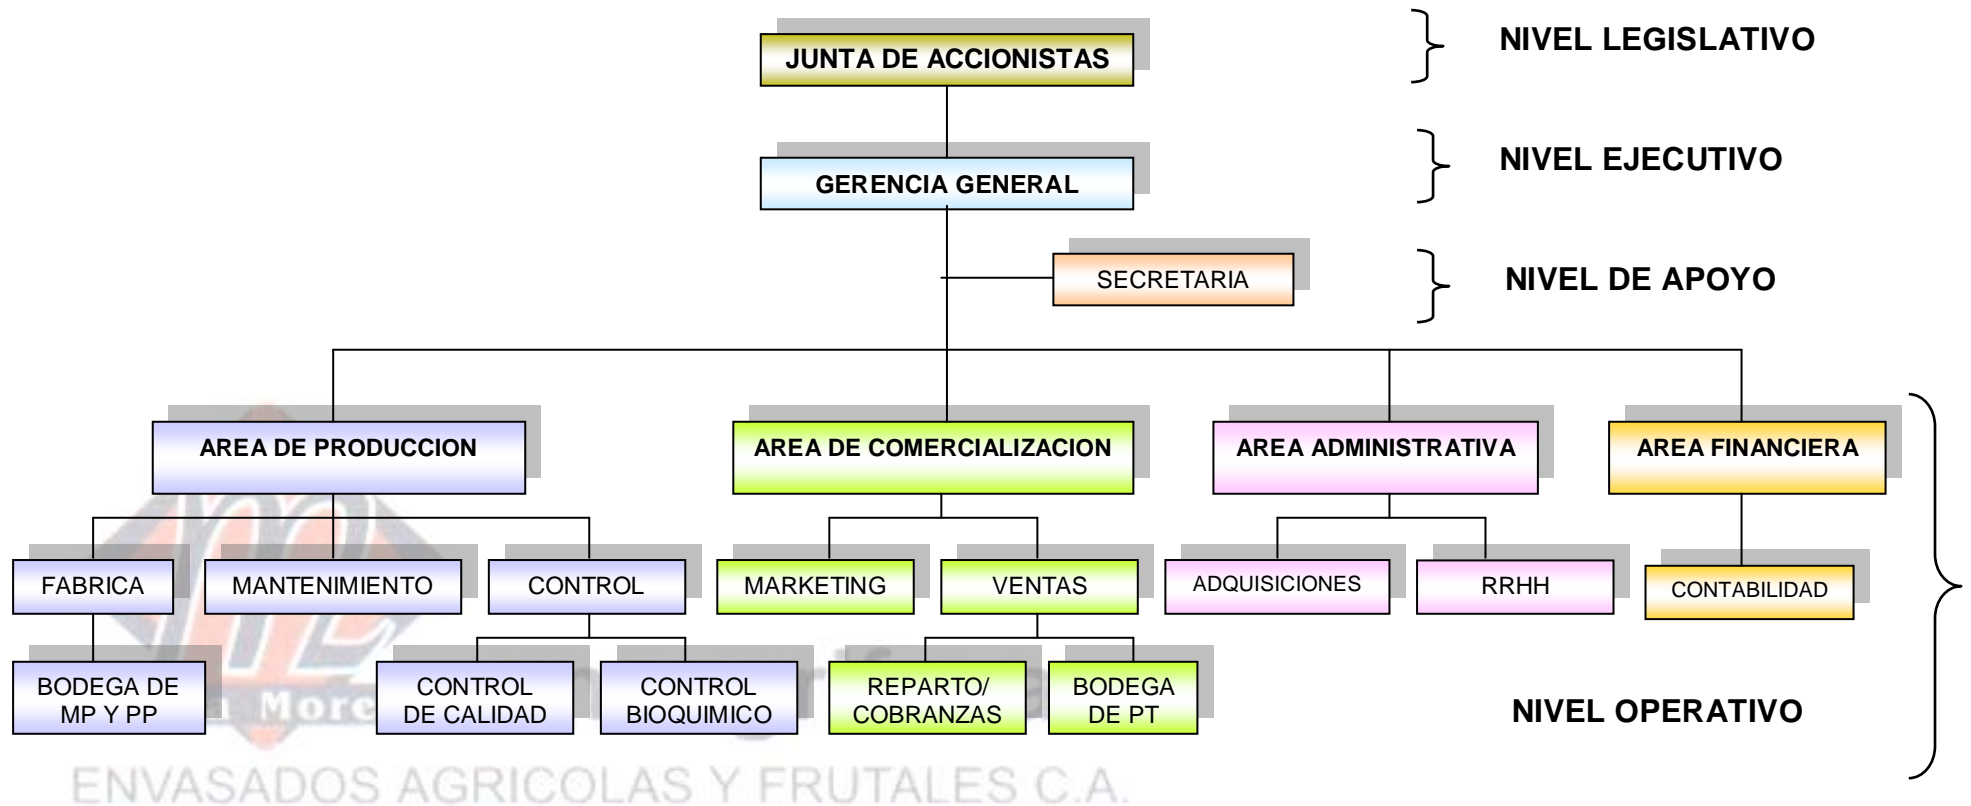 JUNTA DE ACCIONISTAS
NIVEL LEGISLATIVO
GERENCIA GENERAL
NIVEL EJECUTIVO
SECRETARIA
NIVEL DE APOYO
AREA DE PRODUCCION
AREA DE COMERCIALIZACION
AREA ADMINISTRATIVA
AREA FINANCIERA
FABRICA
MANTENIMIENTO
CONTROL
MARKETING
VENTAS
ADQUISICIONES
RRHH
CONTABILIDAD
BODEGA DE
MP Y PP
CONTROL
DE CALIDAD
CONTROL
BIOQUIMICO
REPARTO/
COBRANZAS
BODEGA
DE PT
NIVEL OPERATIVO
ENVASADOS AGRICOLAS Y FRUTALES C.A.